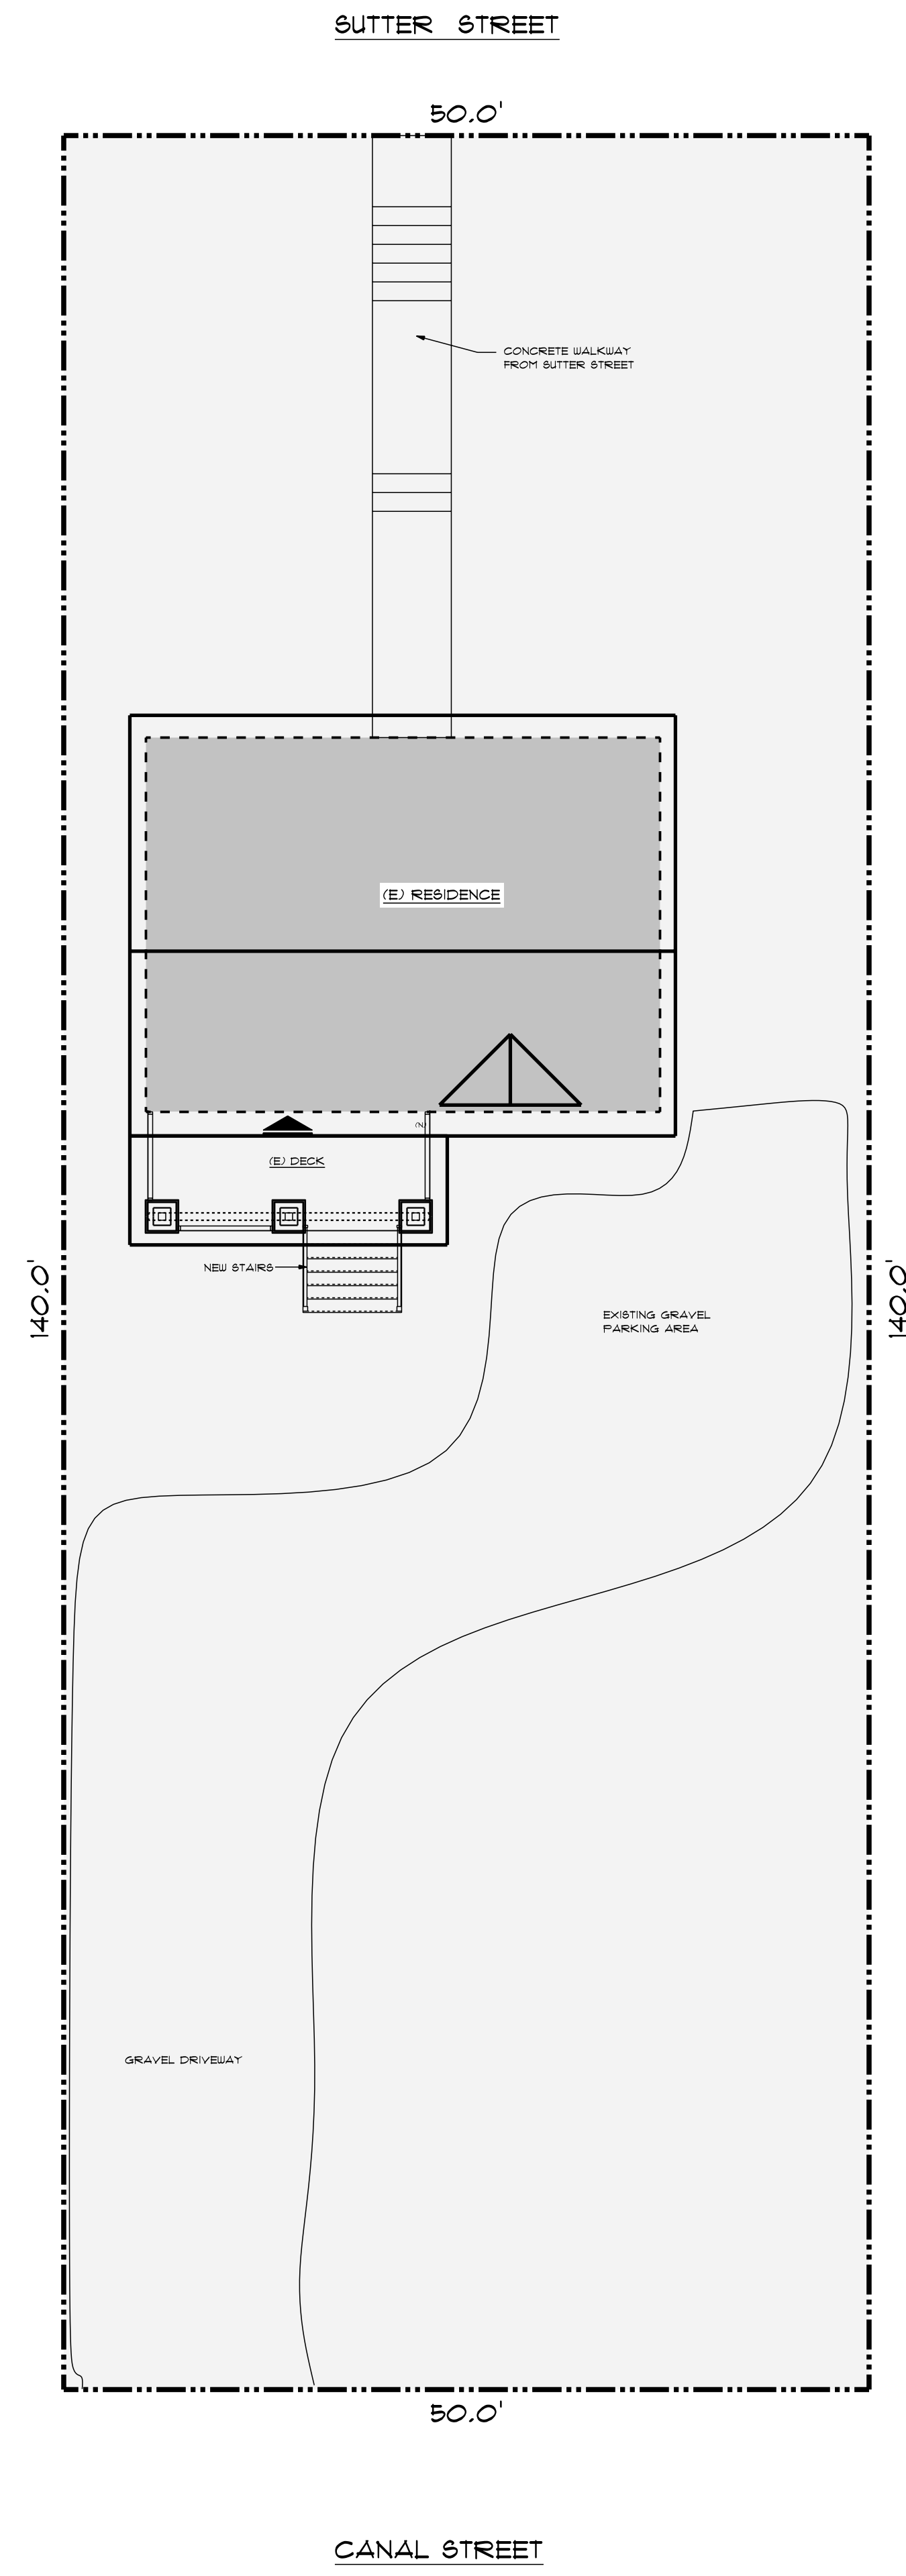 SUTTER STREET
50.0'
CONCRETE WALKWAY
FROM SUTTER STREET
(E) RESIDENCE
(N)
(E) DECK
NEW STAIRS
140.0'
140.0'
EXISTING GRAVEL
PARKING AREA
GRAVEL DRIVEWAY
50.0'
CANAL STREET